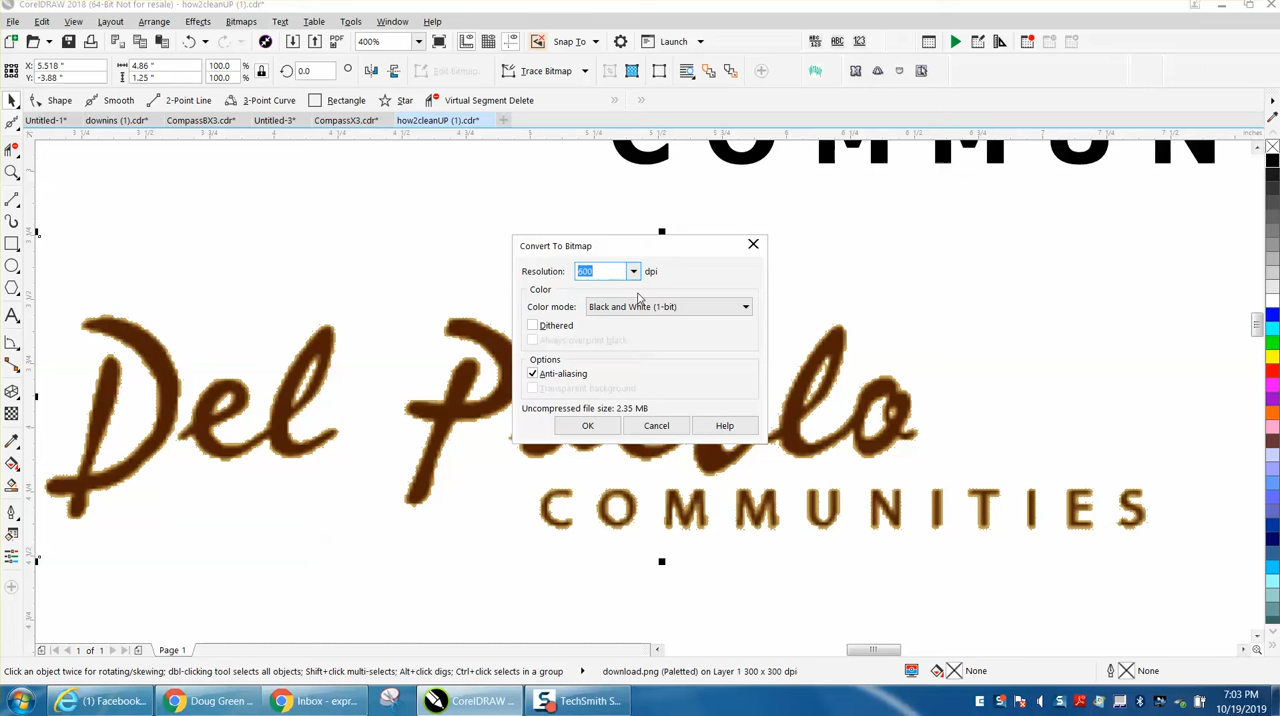 CorelDRAW 2018 (64-Bit Not for resale) - how2cleanUP (1).cdr*
File Edit View Layout Arrange Effects Bitmaps Text Table Tools Window Help
PDF 400% Snap To Launch
X: 5.518 " 4.86 " 100.0 % 0.0 Edit Bitmap... Trace Bitmap
Y: -3.88 " 1.25 " 100.0 %
Shape Smooth 2-Point Line 3-Point Curve Rectangle Star Virtual Segment Delete
Untitled-1* downins (1).cdr* CompassBX3.cdr Untitled-3* CompassX3.cdr* how2cleanUP (1).cdr*
inches
COMMUN
Convert To Bitmap
Resolution: 600 dpi
Color
Color mode: Black and White (1-bit)
Dithered
Always overprint black
Options
Anti-aliasing
Transparent background
Uncompressed file size: 2.35 MB
OK Cancel Help
Del Pueblo
COMMUNITIES
1 of 1 Page 1
Click an object twice for rotating/skewing; dbl-clicking tool selects all objects; Shift+click multi-selects; Alt+click digs; Ctrl+click selects in a group download.png (Paletted) on Layer 1 300 x 300 dpi None None
(1) Facebook... Doug Green ... Inbox - expr... CorelDRAW ... TechSmith S...
7:03 PM
10/19/2019